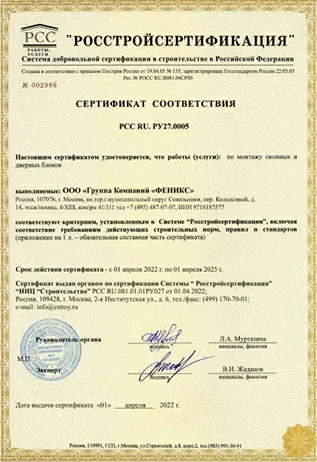 РСС
РАБОТЫ,
УСЛУГИ
"РОССТРОЙСЕРТИФИКАЦИЯ"
Система добровольной сертификации в строительстве в Российской Федерации
Создана в соответствии с приказом Госстроя России от 19.04.03 № 135, зарегистрирована Госстандартом России 22.05.03
Рег.№ РОСС RU.В081.04СР00
№ 002986
СЕРТИФИКАТ СООТВЕТСТВИЯ
РСС RU. РУ27.0005
Настоящим сертификатом удостоверяется, что работы (услуги): по монтажу оконных и
дверных блоков
выполняемые: ООО «Группа Компаний «ФЕНИКС»
Россия, 107076, г. Москва, вн.тер.г.муниципальный округ Сокольники, пер. Колодезный, д.
14, этаж/помещ. 6/XIII, ком/рм 41/111 тел +7 (495) 487-07-07, ИНН 9718187577
соответствуют критериям, установленным в Системе "Росстройсертификация", включая
соответствие требованиям действующих строительных норм, правил и стандартов
(приложение на 1 л. – обязательная составная часть сертификата)
Срок действия сертификата - с 01 апреля 2022 г. по 01 апреля 2025 г.
Сертификат выдан органом по сертификации Системы " Росстройсертификация"
"НИЦ «Строительство» РСС RU.081.01.01РУ027 от 01.04.2022;
Россия, 109428, г. Москва, 2-я Институтская ул., д. 6, тел./факс: (499) 170-70-01;
e-mail: info@cstroy.ru
Руководитель органа
подпись
Л.А. Муртазина
инициалы, фамилия
М.П.
Эксперт
подпись
В.И. Жаданов
инициалы, фамилия
Дата выдачи сертификата «01» апреля 2022 г.
Россия, 119991, ГСП, г.Москва, ул.Строителей, д.8, корп.2, тел.(985) 991-30-91